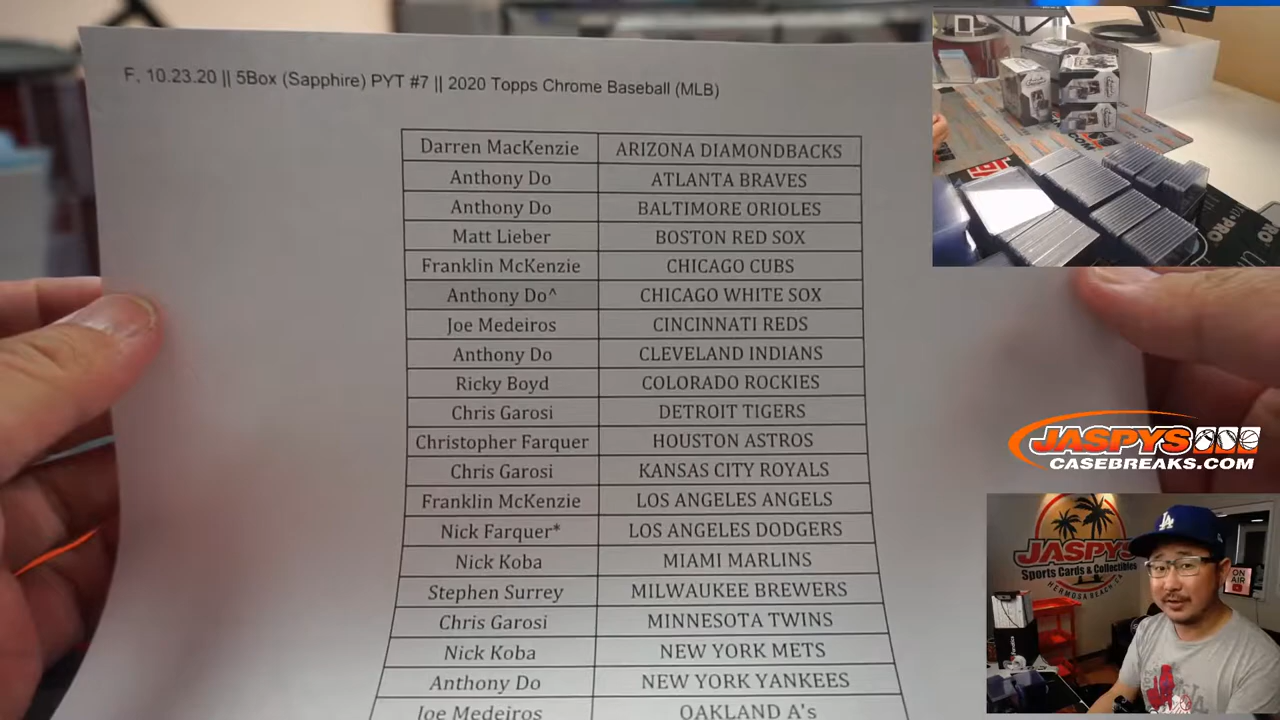 F, 10.23.20 || 5Box (Sapphire) PYT #7 || 2020 Topps Chrome Baseball (MLB)
Darren MacKenzie ARIZONA DIAMONDBACKS
Anthony Do ATLANTA BRAVES
Anthony Do BALTIMORE ORIOLES
Matt Lieber BOSTON RED SOX
Franklin McKenzie CHICAGO CUBS
Anthony Do^ CHICAGO WHITE SOX
Joe Medeiros CINCINNATI REDS
Anthony Do CLEVELAND INDIANS
Ricky Boyd COLORADO ROCKIES
Chris Garosi DETROIT TIGERS
Christopher Farquer HOUSTON ASTROS
Chris Garosi KANSAS CITY ROYALS
Franklin McKenzie LOS ANGELES ANGELS
Nick Farquer* LOS ANGELES DODGERS
Nick Koba MIAMI MARLINS
Stephen Surrey MILWAUKEE BREWERS
Chris Garosi MINNESOTA TWINS
Nick Koba NEW YORK METS
Anthony Do NEW YORK YANKEES
Joe Medeiros OAKLAND A's
JASPYS
CASEBREAKS.COM
JASPYS
Sports Cards & Collectibles
HERMOSA BEACH, CA
LA
ON
AIR